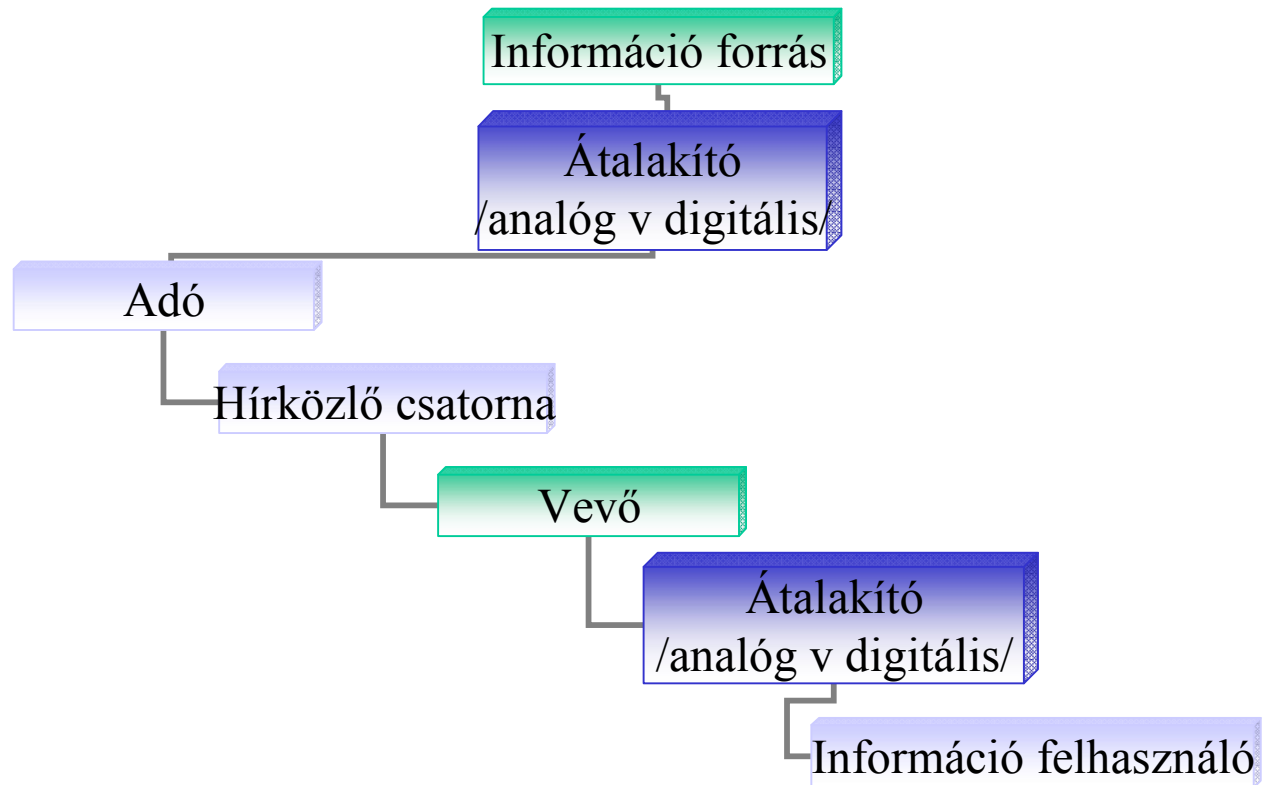 Információ forrás
Átalakító
/analóg v digitális/
Adó
Hírközlő csatorna
Vevő
Átalakító
/analóg v digitális/
Információ felhasználó